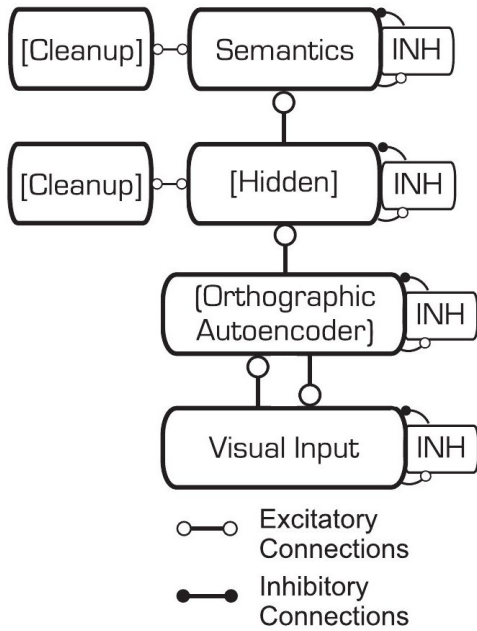 [Cleanup] Semantics INH
[Cleanup] [Hidden] INH
(Orthographic
Autoencoder) INH
Visual Input INH
Excitatory
Connections
Inhibitory
Connections